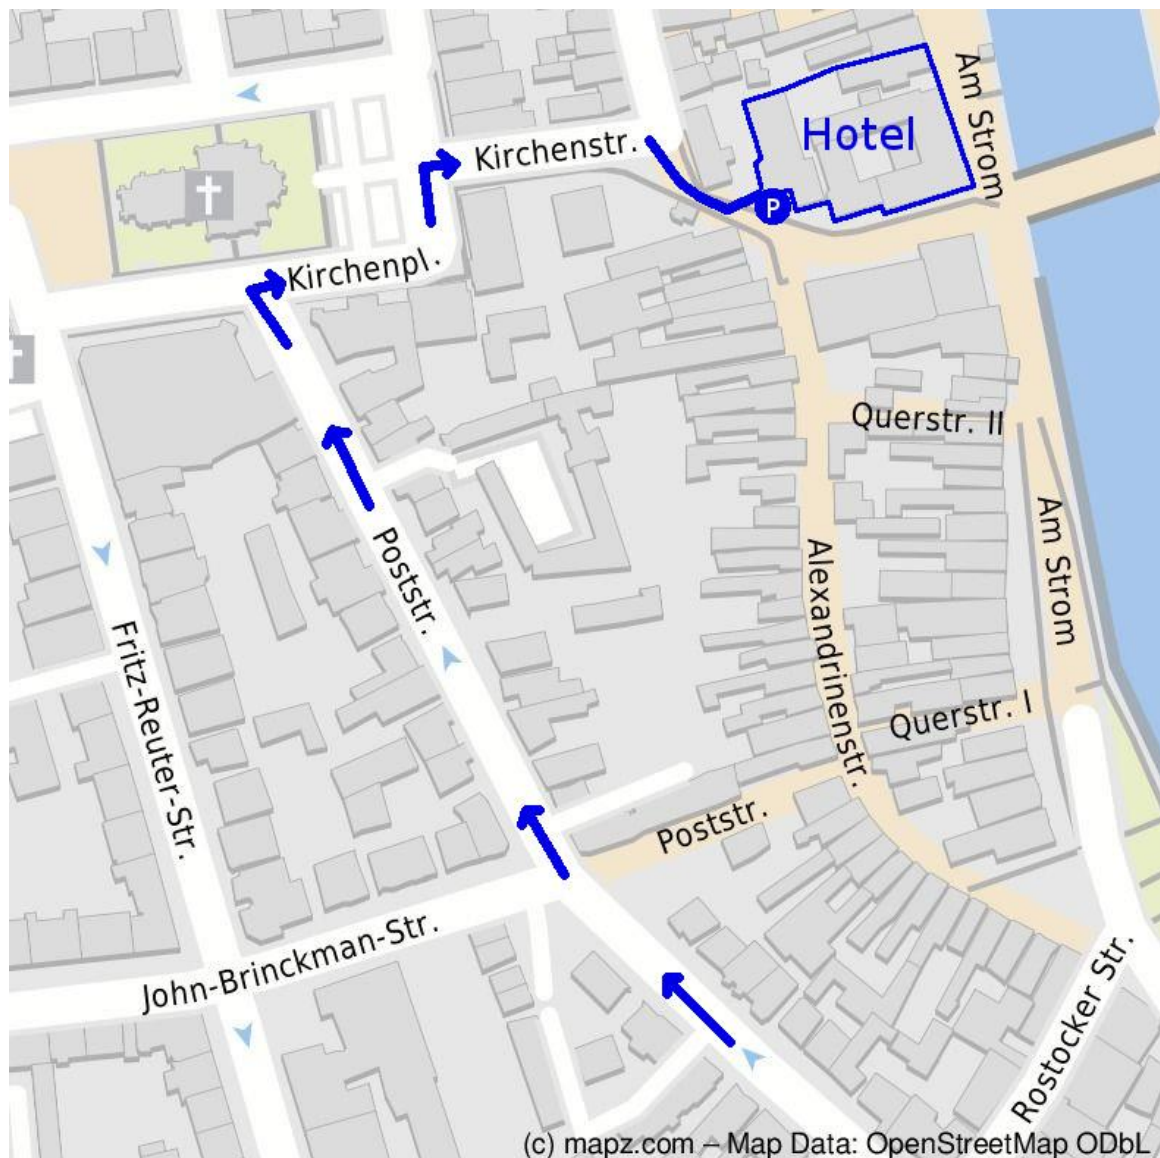 Am Strom
Hotel
Kirchenstr.
P
Kirchenpl.
Querstr. II
Am Strom
Poststr.
Alexandrinenstr.
Fritz-Reuter-Str.
Querstr. I
Poststr.
John-Brinckman-Str.
Rostocker Str.
(c) mapz.com – Map Data: OpenStreetMap ODbL